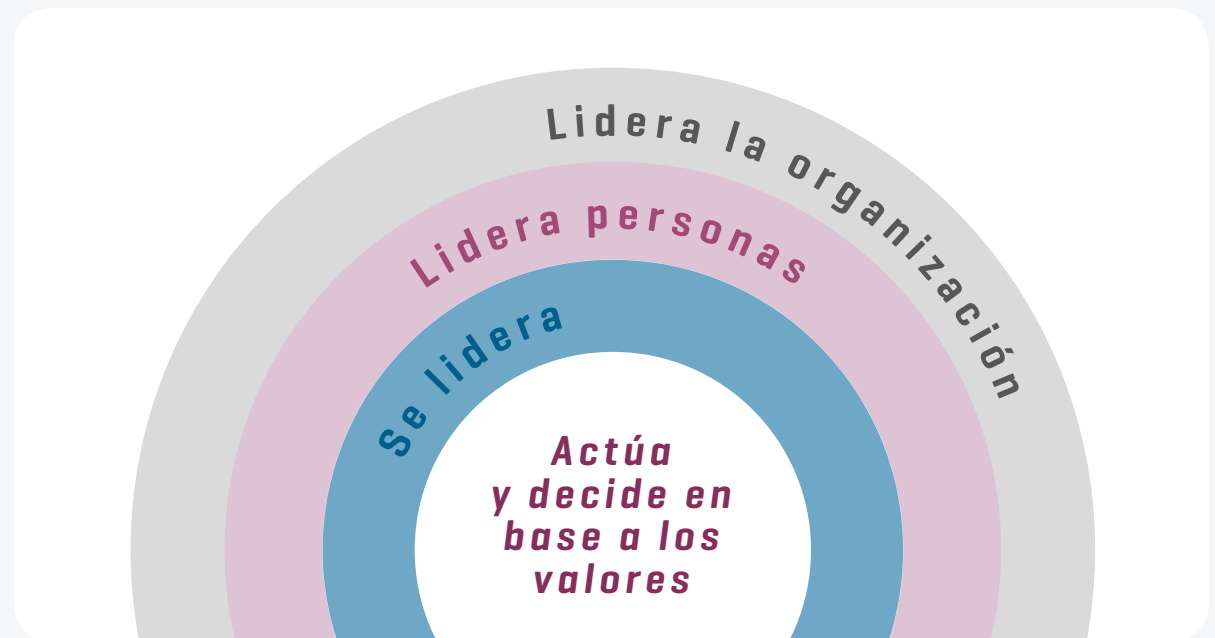 Lidera la organización
Lidera personas
Se lidera
Actúa
y decide en
base a los
valores